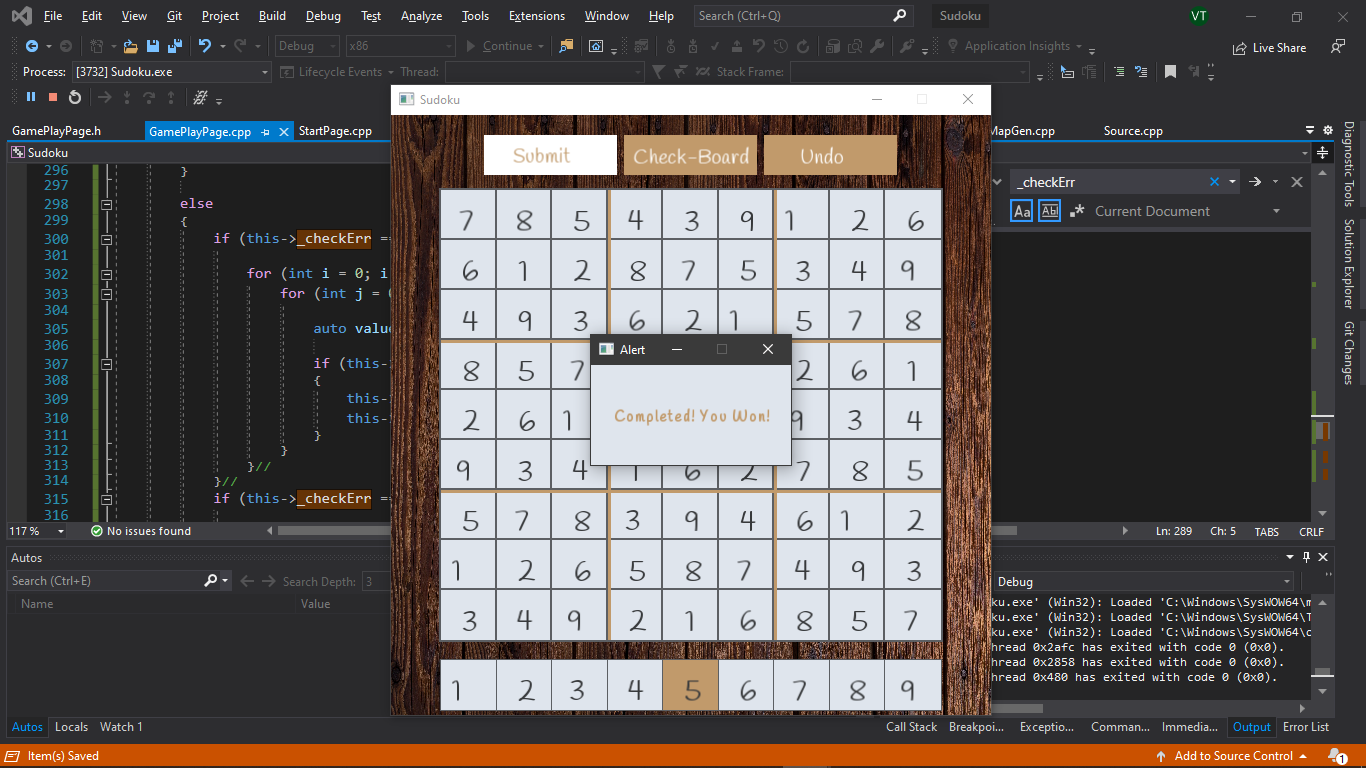 File Edit View Git Project Build Debug Test Analyze Tools Extensions Window Help Search (Ctrl+Q) Sudoku VT
Debug x86 Continue Application Insights Live Share
Process: [3732] Sudoku.exe Lifecycle Events Thread: Stack Frame:
Sudoku
GamePlayPage.h GamePlayPage.cpp StartPage.cpp MapGen.cpp Source.cpp
Sudoku
Submit Check-Board Undo
_checkErr
Aa Ab Current Document
296 }
297
298 else
299 {
300 if (this->_checkErr ==
301
302 for (int i = 0; i
303 for (int j = 0
304
305 auto value
306
307 if (this-
308 {
309 this-
310 this-
311 }
312 }
313 }//
314 }//
315 if (this->_checkErr ==
316
7 8 5 4 3 9 1 2 6
6 1 2 8 7 5 3 4 9
4 9 3 6 2 1 5 7 8
Alert
8 5 7 2 6 1
Completed! You Won!
2 6 1 9 3 4
9 3 4 1 6 2 7 8 5
5 7 8 3 9 4 6 1 2
1 2 6 5 8 7 4 9 3
3 4 9 2 1 6 8 5 7
1 2 3 4 5 6 7 8 9
117 % No issues found Ln: 289 Ch: 5 TABS CRLF
Autos
Search (Ctrl+E) Search Depth: 3
Name Value
Debug
ku.exe' (Win32): Loaded 'C:\Windows\SysWOW64\m
ku.exe' (Win32): Loaded 'C:\Windows\SysWOW64\T
ku.exe' (Win32): Loaded 'C:\Windows\SysWOW64\c
hread 0x2afc has exited with code 0 (0x0).
hread 0x2858 has exited with code 0 (0x0).
hread 0x480 has exited with code 0 (0x0).
Autos Locals Watch 1 Call Stack Breakpoi... Exceptio... Comman... Immedia... Output Error List
Item(s) Saved Add to Source Control 1
Diagnostic Tools
Solution Explorer
Git Changes